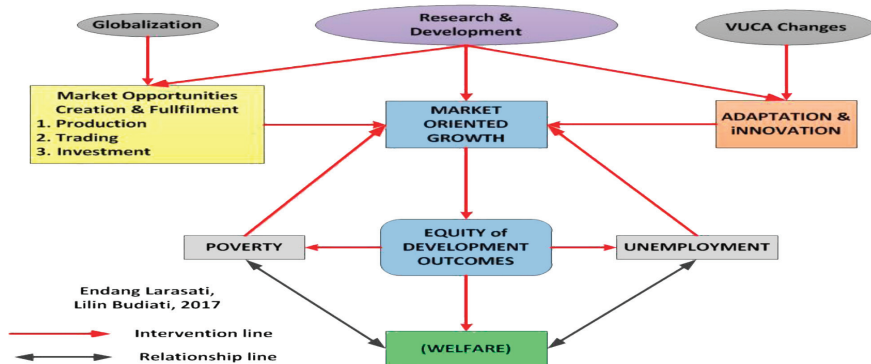 Globalization
Research &
Development
VUCA Changes
Market Opportunities
Creation & Fullfilment
1. Production
2. Trading
3. Investment
MARKET
ORIENTED
GROWTH
ADAPTATION &
iNNOVATION
POVERTY
EQUITY of
DEVELOPMENT
OUTCOMES
UNEMPLOYMENT
Endang Larasati,
Lilin Budiati, 2017
Intervention line
Relationship line
(WELFARE)